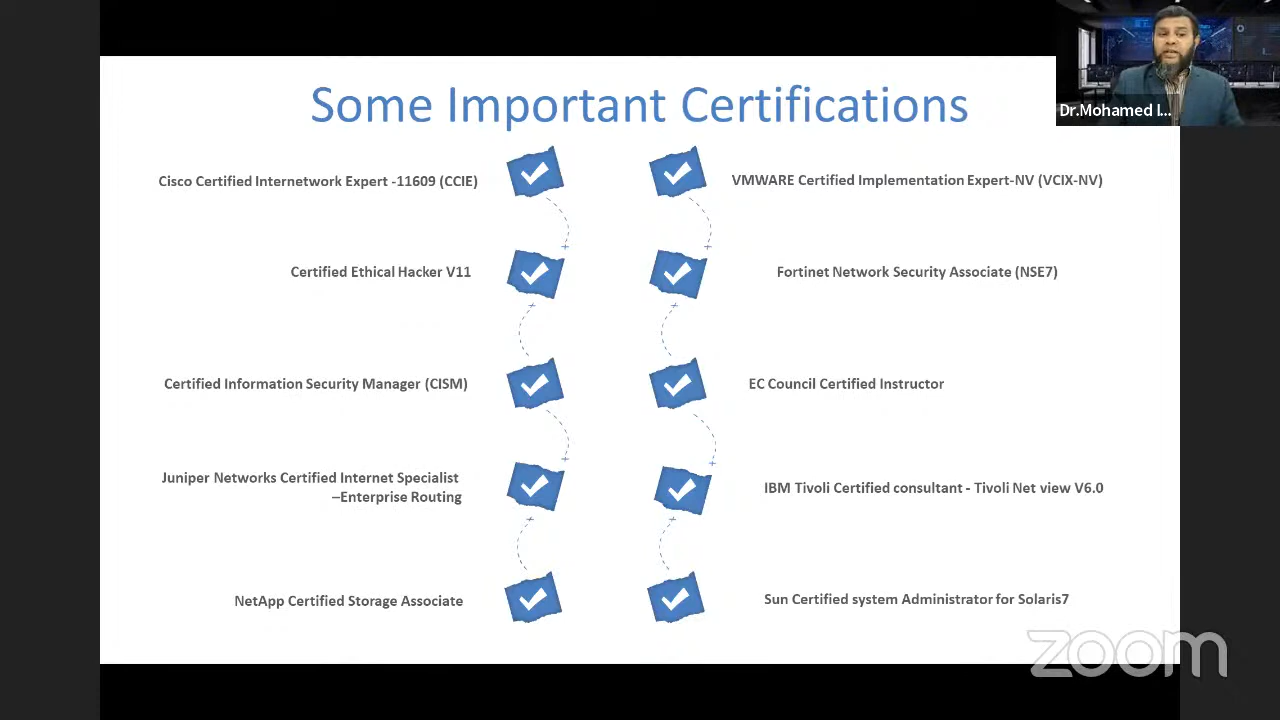 Some Important Certifications
Dr.Mohamed I...
Cisco Certified Internetwork Expert -11609 (CCIE)
VMWARE Certified Implementation Expert-NV (VCIX-NV)
Certified Ethical Hacker V11
Fortinet Network Security Associate (NSE7)
Certified Information Security Manager (CISM)
EC Council Certified Instructor
Juniper Networks Certified Internet Specialist
–Enterprise Routing
IBM Tivoli Certified consultant - Tivoli Net view V6.0
NetApp Certified Storage Associate
Sun Certified system Administrator for Solaris7
zoom